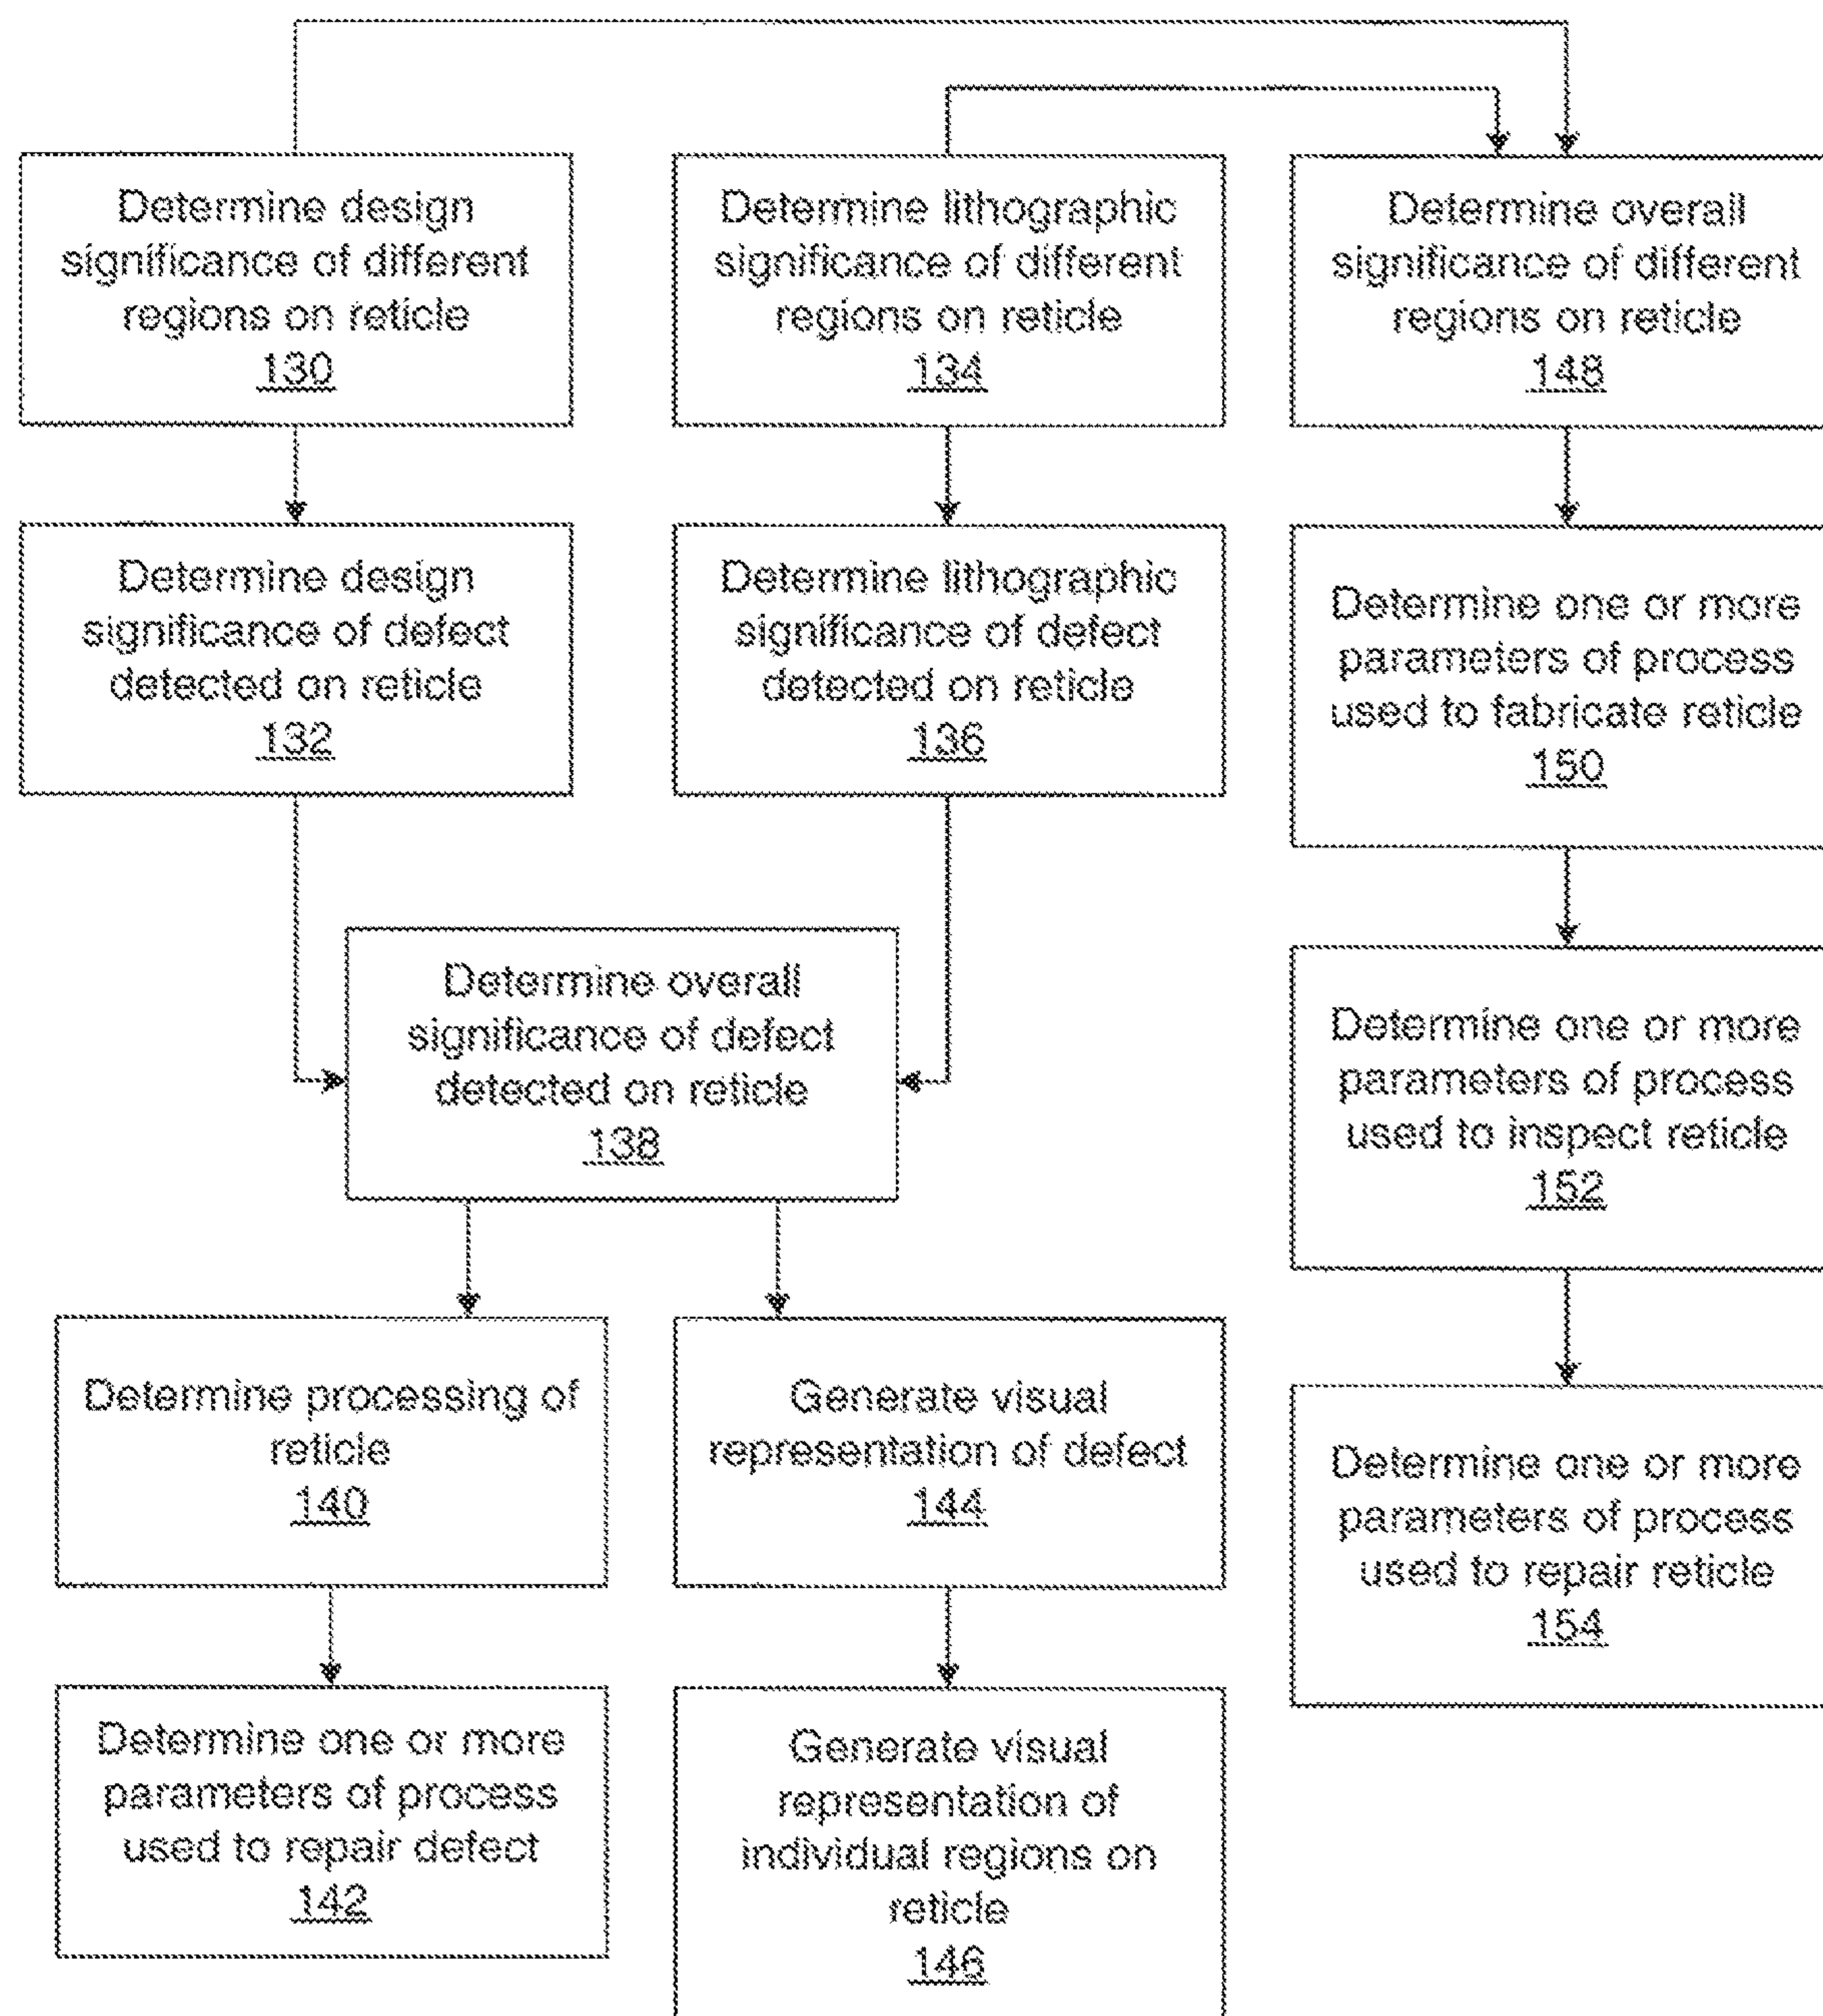 Determine design
significance of different
regions on reticle
130
Determine lithographic
significance of different
regions on reticle
134
Determine overall
significance of different
regions on reticle
148
Determine design
significance of defect
detected on reticle
132
Determine lithographic
significance of defect
detected on reticle
136
Determine one or more
parameters of process
used to fabricate reticle
150
Determine overall
significance of defect
detected on reticle
138
Determine one or more
parameters of process
used to inspect reticle
152
Determine processing of
reticle
140
Generate visual
representation of defect
144
Determine one or more
parameters of process
used to repair reticle
154
Determine one or more
parameters of process
used to repair defect
142
Generate visual
representation of
individual regions on
reticle
146